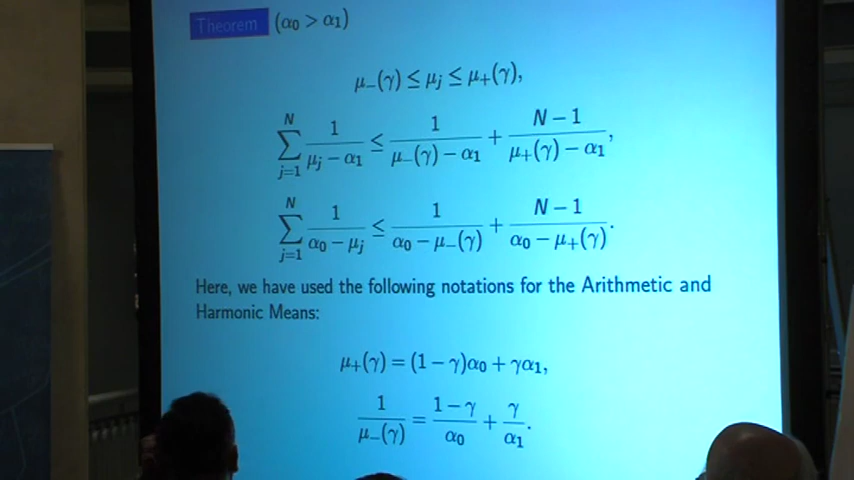 Theorem (α₀ > α₁)
μ₋(γ) ≤ μⱼ ≤ μ₊(γ),
∑_{j=1}^{N} 1/(μⱼ − α₁) ≤ 1/(μ₋(γ) − α₁) + (N − 1)/(μ₊(γ) − α₁),
∑_{j=1}^{N} 1/(α₀ − μⱼ) ≤ 1/(α₀ − μ₋(γ)) + (N − 1)/(α₀ − μ₊(γ)).
Here, we have used the following notations for the Arithmetic and
Harmonic Means:
μ₊(γ) = (1 − γ)α₀ + γα₁,
1/μ₋(γ) = (1 − γ)/α₀ + γ/α₁.